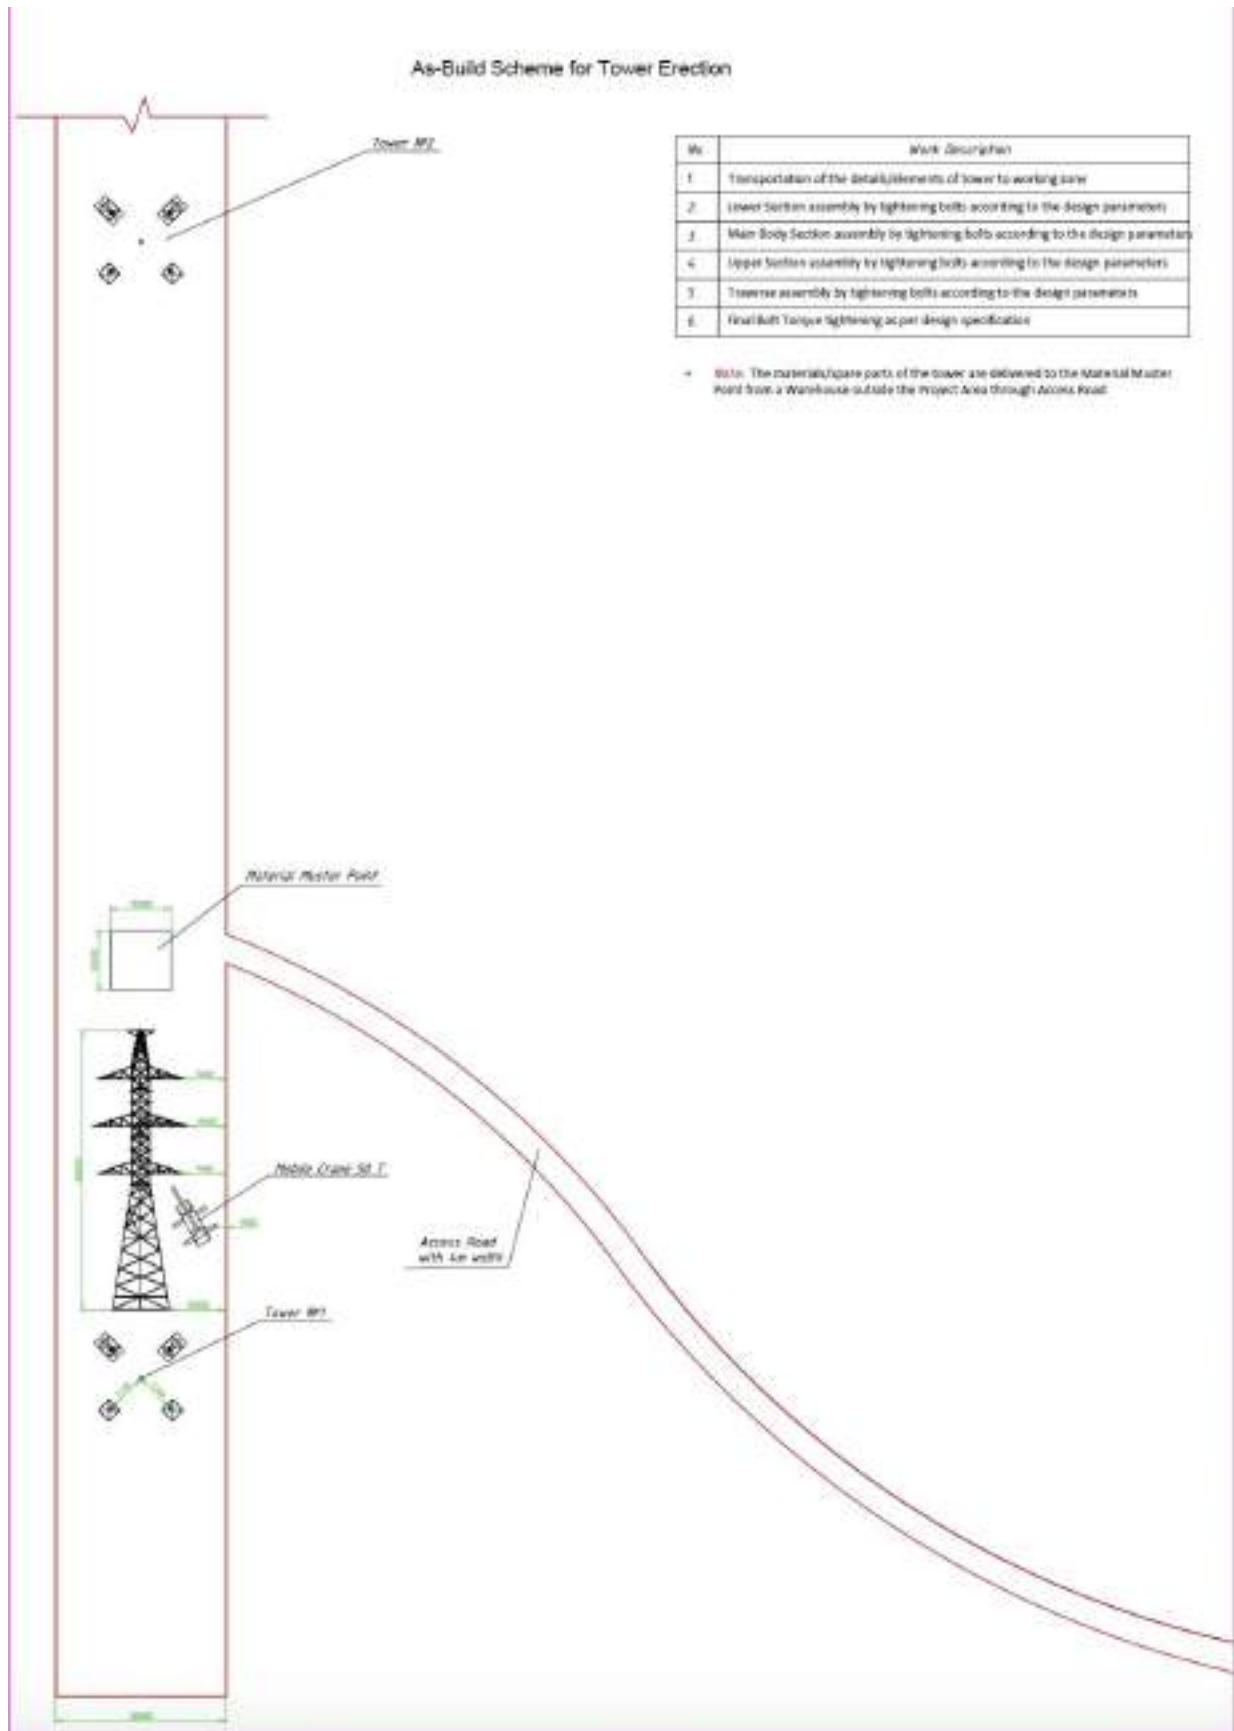 As-Build Scheme for Tower Erection
Tower №2
№ Work Description
1 Transportation of the details/elements of tower to working zone
2 Lower Section assembly by tightening bolts according to the design parameters
3 Main Body Section assembly by tightening bolts according to the design parameters
4 Upper Section assembly by tightening bolts according to the design parameters
5 Traverse assembly by tightening bolts according to the design parameters
6 Final Bolt Torque tightening as per design specification
Note: The materials/spare parts of the tower are delivered to the Material Muster
Point from a Warehouse outside the Project Area through Access Road
Material Muster Point
Mobile Crane 50 T
Access Road
with 4m width
Tower №1